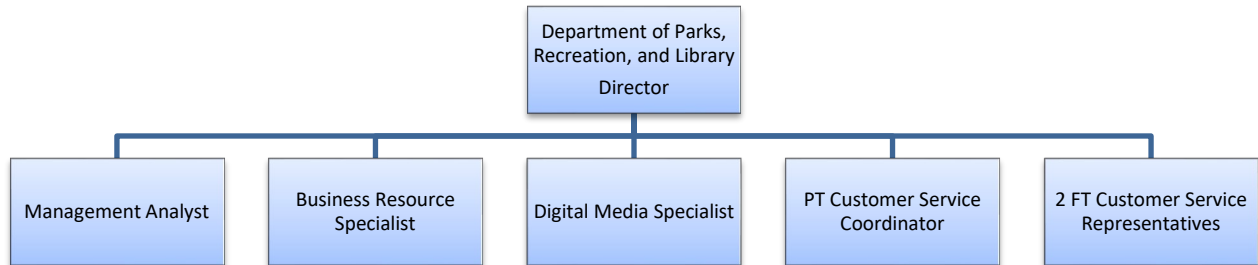 Department of Parks,
Recreation, and Library
Director
Management Analyst
Business Resource
Specialist
Digital Media Specialist
PT Customer Service
Coordinator
2 FT Customer Service
Representatives